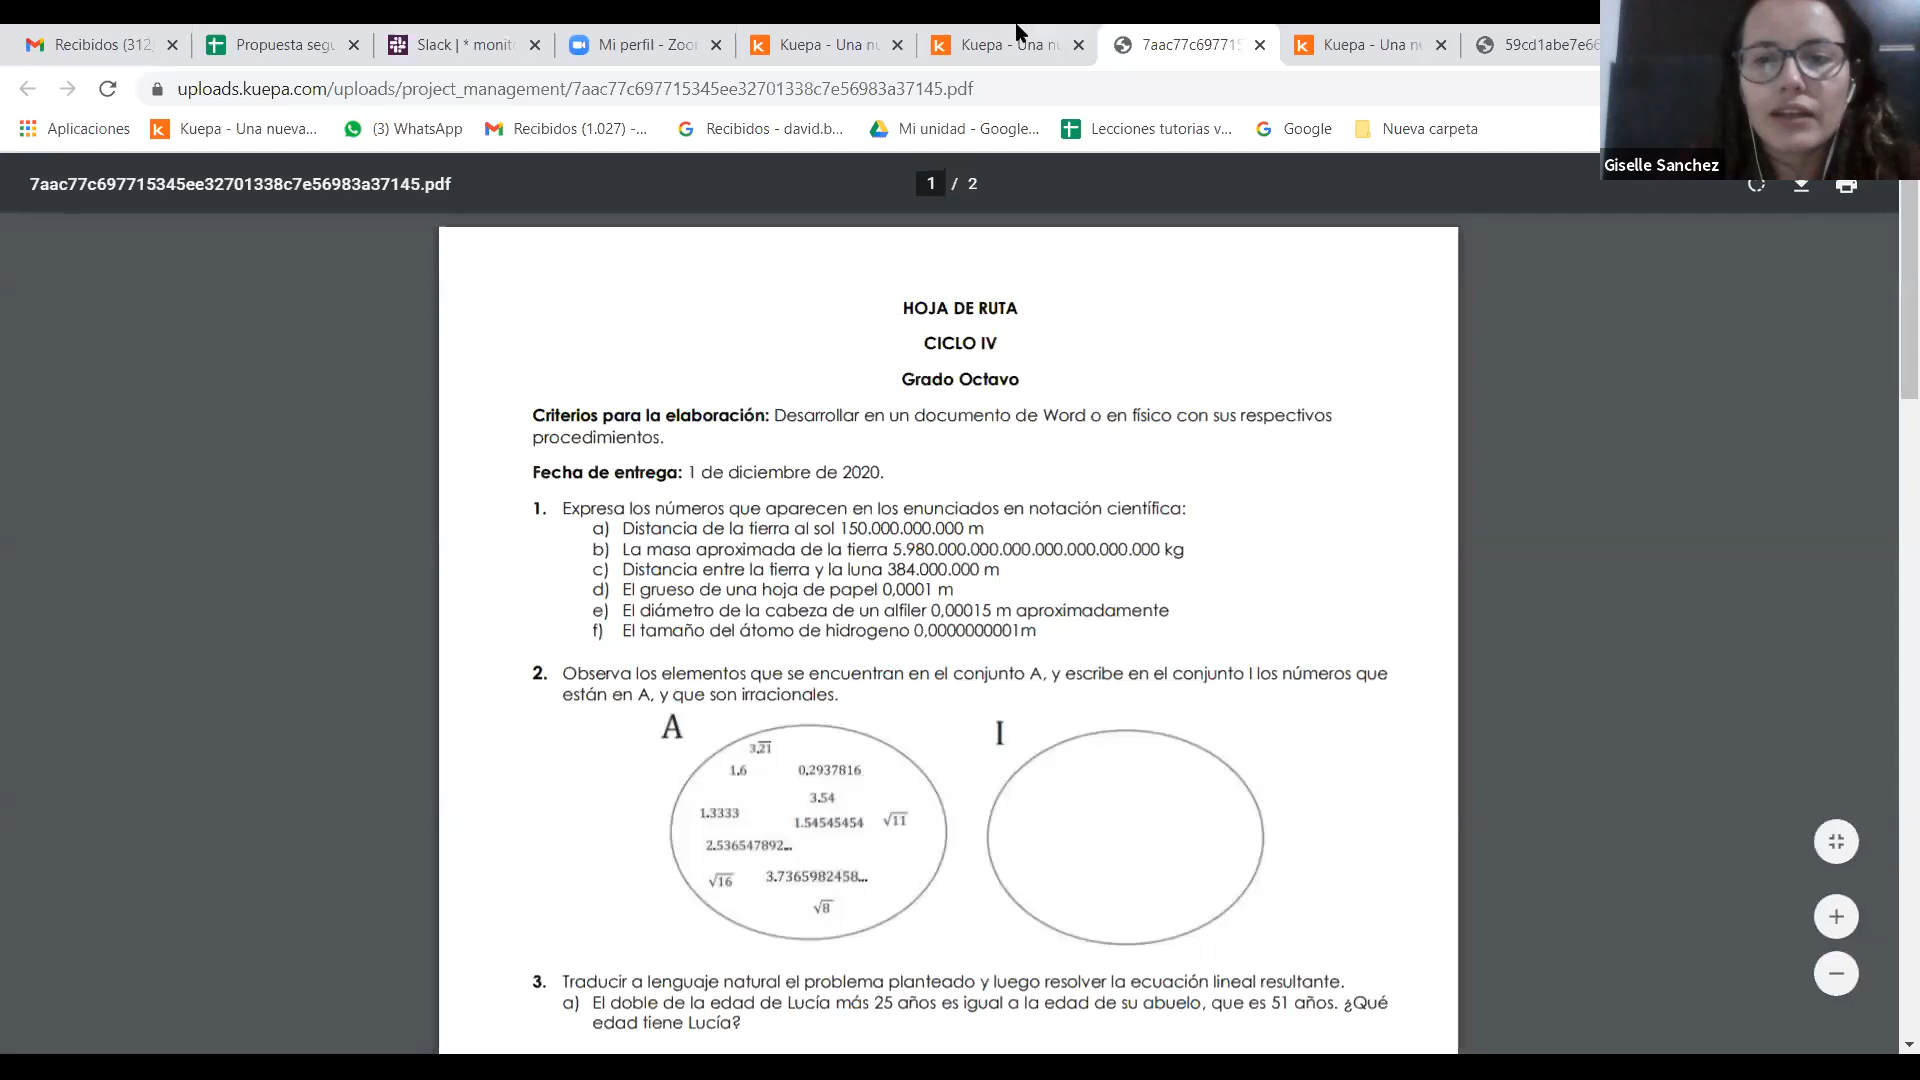 Recibidos (312
Propuesta segu
Slack | * monit
Mi perfil - Zoo
Kuepa - Una nu
Kuepa - Una nu
7aac77c697715
Kuepa - Una nu
59cd1abe7e66
uploads.kuepa.com/uploads/project_management/7aac77c697715345ee32701338c7e56983a37145.pdf
Aplicaciones
Kuepa - Una nueva...
(3) WhatsApp
Recibidos (1.027) -...
Recibidos - david.b...
Mi unidad - Google...
Lecciones tutorias v...
Google
Nueva carpeta
Giselle Sanchez
7aac77c697715345ee32701338c7e56983a37145.pdf
1 / 2
HOJA DE RUTA
CICLO IV
Grado Octavo
Criterios para la elaboración: Desarrollar en un documento de Word o en físico con sus respectivos
procedimientos.
Fecha de entrega: 1 de diciembre de 2020.
1. Expresa los números que aparecen en los enunciados en notación científica:
a) Distancia de la tierra al sol 150.000.000.000 m
b) La masa aproximada de la tierra 5.980.000.000.000.000.000.000.000 kg
c) Distancia entre la tierra y la luna 384.000.000 m
d) El grueso de una hoja de papel 0,0001 m
e) El diámetro de la cabeza de un alfiler 0,00015 m aproximadamente
f) El tamaño del átomo de hidrogeno 0,0000000001m
2. Observa los elementos que se encuentran en el conjunto A, y escribe en el conjunto I los números que
están en A, y que son irracionales.
A
I
3.2̅1̅
1.6
0.2937816
3.54
1.3333
1.54545454
√11
2.536547892...
√16
3.7365982458...
√8
3. Traducir a lenguaje natural el problema planteado y luego resolver la ecuación lineal resultante.
a) El doble de la edad de Lucía más 25 años es igual a la edad de su abuelo, que es 51 años. ¿Qué
edad tiene Lucía?